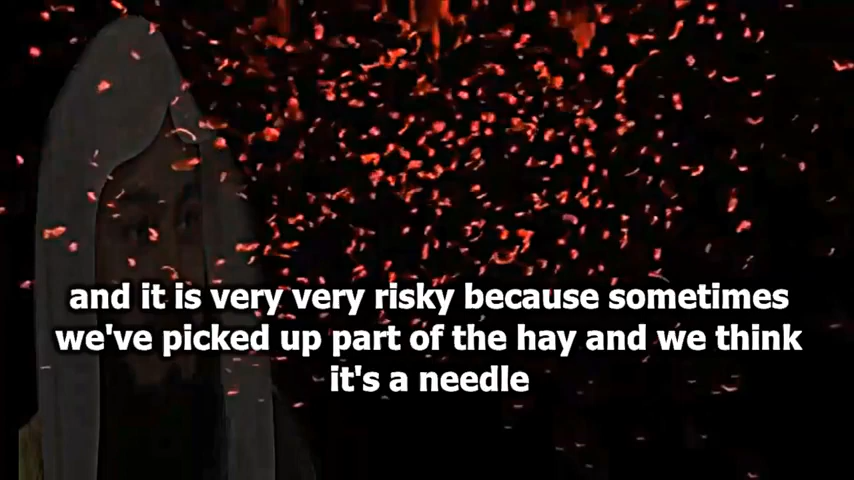 and it is very very risky because sometimes
we've picked up part of the hay and we think
it's a needle